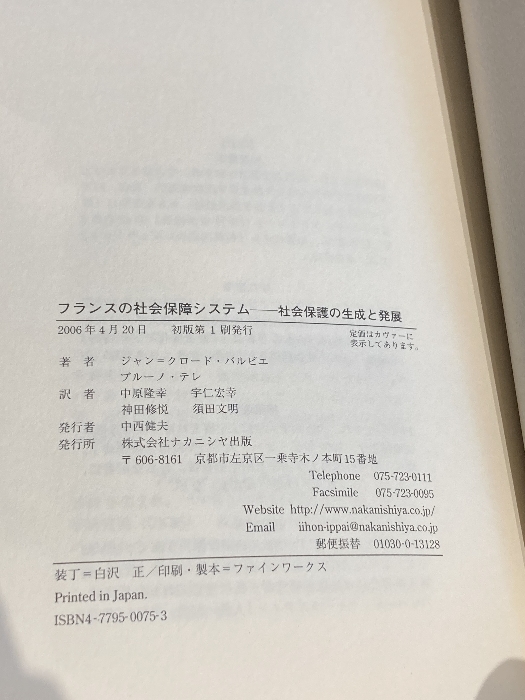 フランスの社会保障システム――社会保護の生成と発展
2006年4月20日　初版第1刷発行
定価はカヴァーに
表示してあります。
著　者　ジャン＝クロード・バルビエ
ブルーノ・テレ
訳　者　中原隆幸　宇仁宏幸
神田修悦　須田文明
発行者　中西健夫
発行所　株式会社ナカニシヤ出版
〒606-8161　京都市左京区一乗寺木ノ本町15番地
Telephone　075-723-0111
Facsimile　075-723-0095
Website　http://www.nakanishiya.co.jp/
Email　iihon-ippai@nakanishiya.co.jp
郵便振替　01030-0-13128
装丁＝白沢　正／印刷・製本＝ファインワークス
Printed in Japan.
ISBN4-7795-0075-3